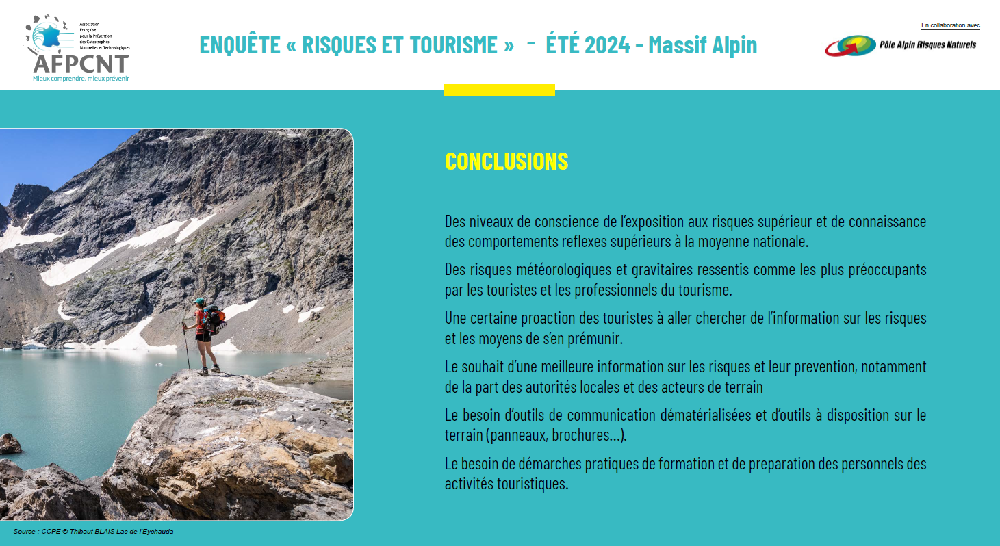 Association
Française
pour la Prévention
des Catastrophes
Naturelles et Technologiques
AFPCNT
Mieux comprendre, mieux prévenir
ENQUÊTE « RISQUES ET TOURISME » - ÉTÉ 2024 - Massif Alpin
En collaboration avec
Pôle Alpin Risques Naturels
CONCLUSIONS
Des niveaux de conscience de l'exposition aux risques supérieur et de connaissance
des comportements reflexes supérieurs à la moyenne nationale.
Des risques météorologiques et gravitaires ressentis comme les plus préoccupants
par les touristes et les professionnels du tourisme.
Une certaine proaction des touristes à aller chercher de l'information sur les risques
et les moyens de s'en prémunir.
Le souhait d'une meilleure information sur les risques et leur prevention, notamment
de la part des autorités locales et des acteurs de terrain
Le besoin d'outils de communication dématérialisées et d'outils à disposition sur le
terrain (panneaux, brochures...).
Le besoin de démarches pratiques de formation et de preparation des personnels des
activités touristiques.
Source : CCPE © Thibaut BLAIS Lac de l'Eychauda